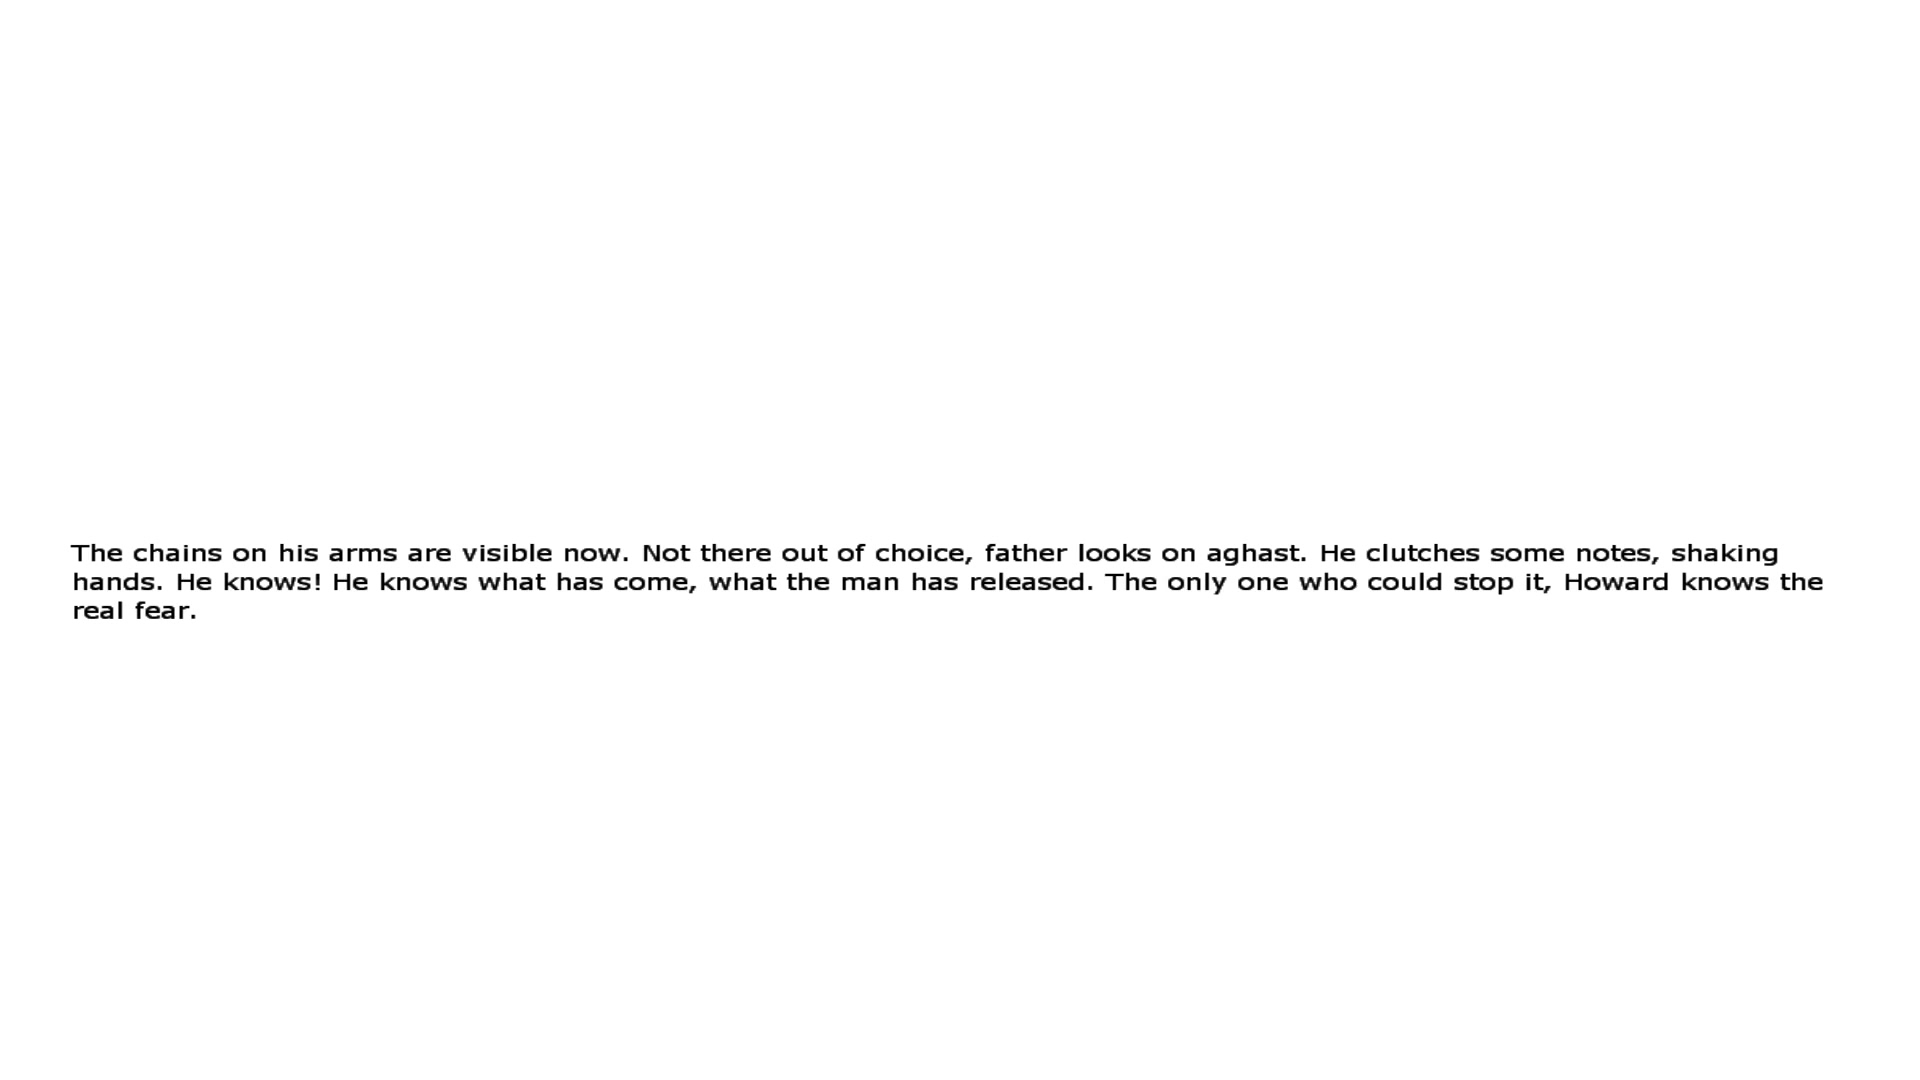 The chains on his arms are visible now. Not there out of choice, father looks on aghast. He clutches some notes, shaking
hands. He knows! He knows what has come, what the man has released. The only one who could stop it, Howard knows the
real fear.